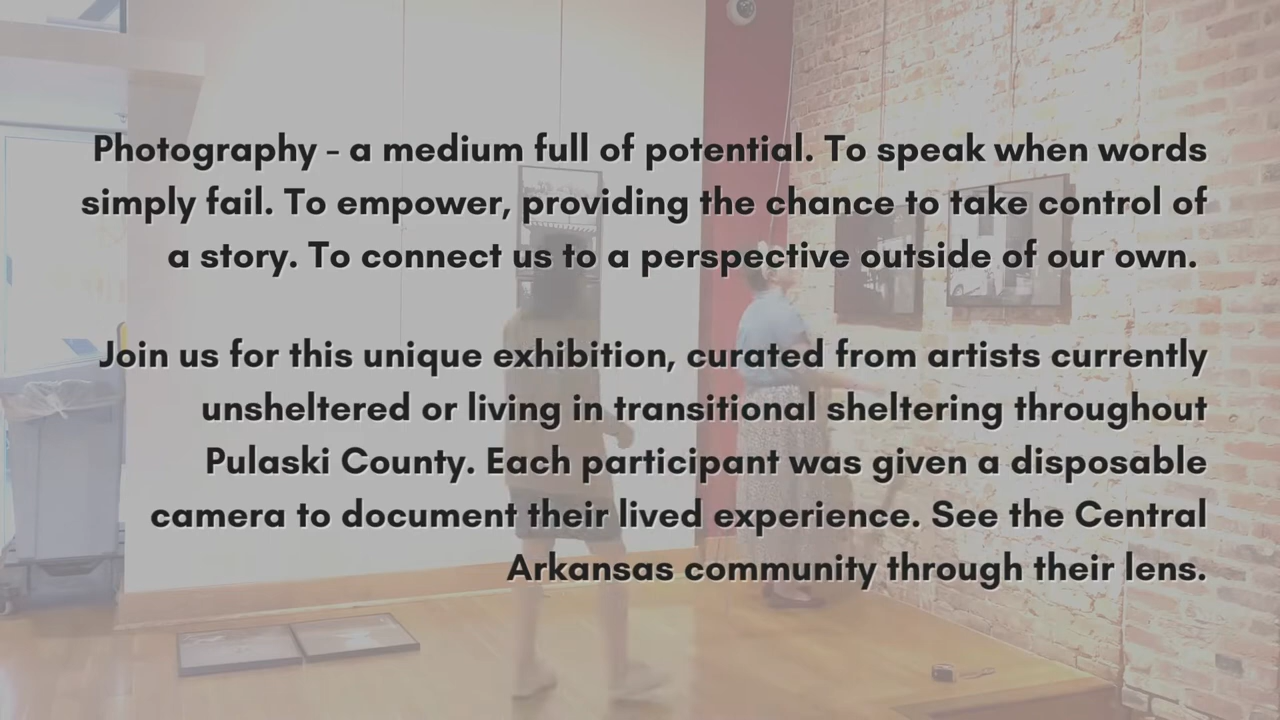 Photography - a medium full of potential. To speak when words
simply fail. To empower, providing the chance to take control of
a story. To connect us to a perspective outside of our own.
Join us for this unique exhibition, curated from artists currently
unsheltered or living in transitional sheltering throughout
Pulaski County. Each participant was given a disposable
camera to document their lived experience. See the Central
Arkansas community through their lens.